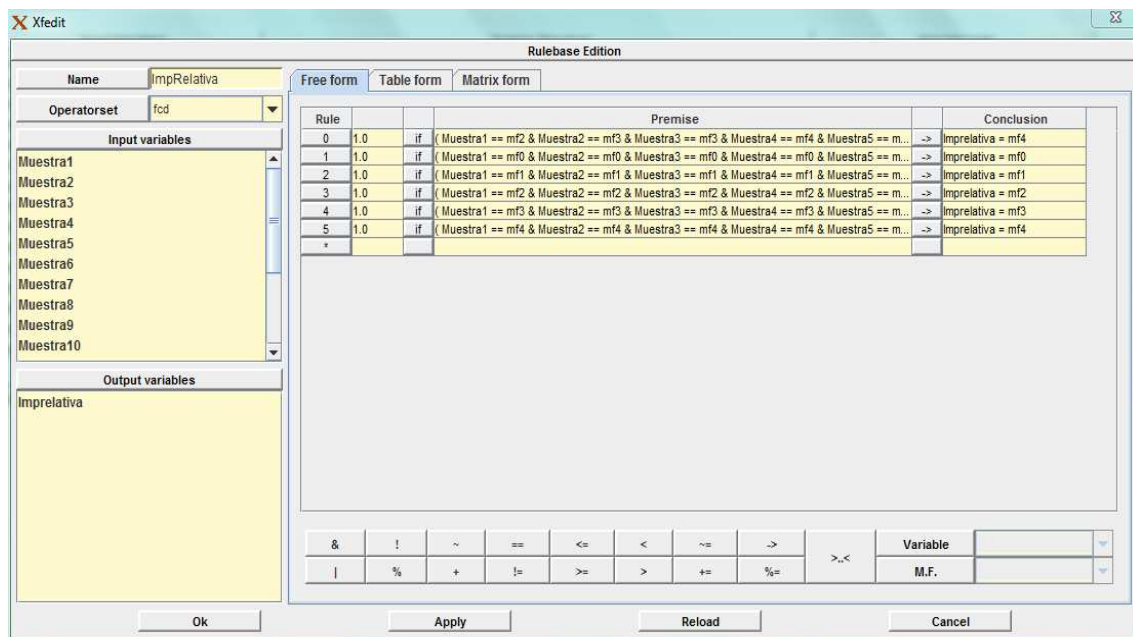 Xfedit
Rulebase Edition
Name ImpRelativa
Operatorset fcd
Input variables
Muestra1
Muestra2
Muestra3
Muestra4
Muestra5
Muestra6
Muestra7
Muestra8
Muestra9
Muestra10
Output variables
Imprelativa
Free form Table form Matrix form
Rule Premise Conclusion
0 1.0 if ( Muestra1 == mf2 & Muestra2 == mf3 & Muestra3 == mf3 & Muestra4 == mf4 & Muestra5 == m... -> Imprelativa = mf4
1 1.0 if ( Muestra1 == mf0 & Muestra2 == mf0 & Muestra3 == mf0 & Muestra4 == mf0 & Muestra5 == m... -> Imprelativa = mf0
2 1.0 if ( Muestra1 == mf1 & Muestra2 == mf1 & Muestra3 == mf1 & Muestra4 == mf1 & Muestra5 == m... -> Imprelativa = mf1
3 1.0 if ( Muestra1 == mf2 & Muestra2 == mf2 & Muestra3 == mf2 & Muestra4 == mf2 & Muestra5 == m... -> Imprelativa = mf2
4 1.0 if ( Muestra1 == mf3 & Muestra2 == mf3 & Muestra3 == mf3 & Muestra4 == mf3 & Muestra5 == m... -> Imprelativa = mf3
5 1.0 if ( Muestra1 == mf4 & Muestra2 == mf4 & Muestra3 == mf4 & Muestra4 == mf4 & Muestra5 == m... -> Imprelativa = mf4
*
& ! ~ == <= < ~= -> >..< Variable
| % + != >= > += %= M.F.
Ok Apply Reload Cancel